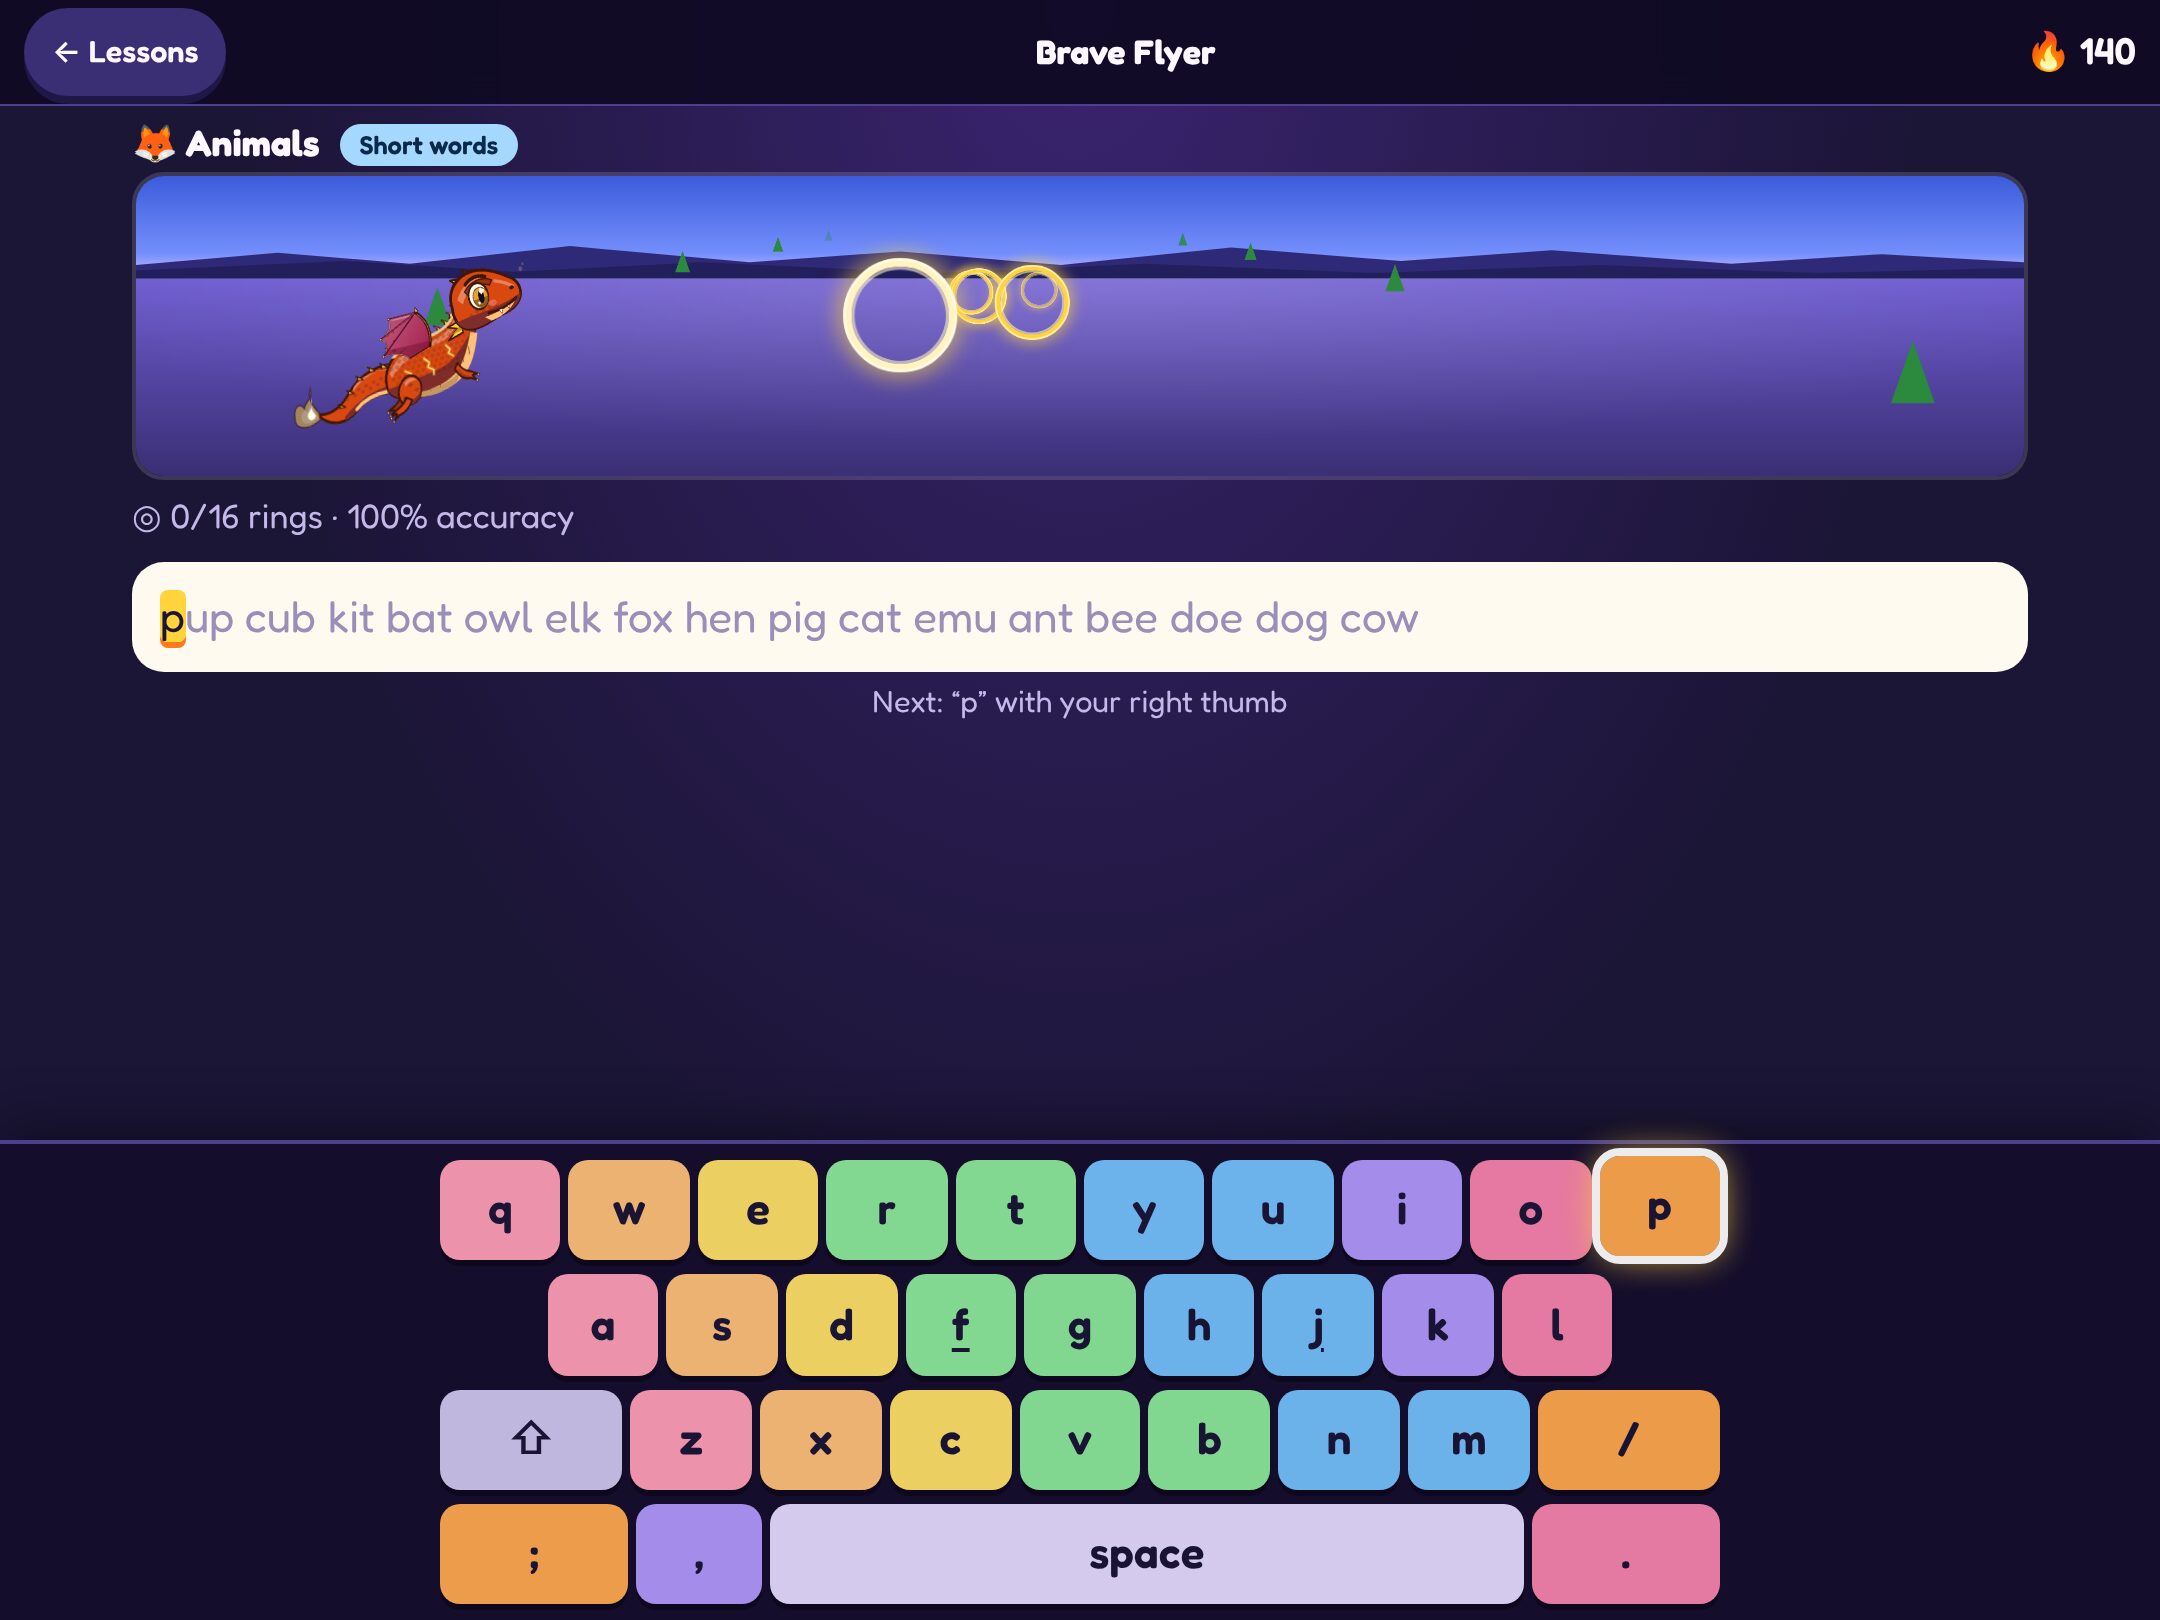 ← Lessons
Brave Flyer
🔥 140
🦊 Animals
Short words
◎ 0/16 rings · 100% accuracy
pup cub kit bat owl elk fox hen pig cat emu ant bee doe dog cow
Next: “p” with your right thumb
q w e r t y u i o p
a s d f g h j k l
⇧ z x c v b n m /
; , space .